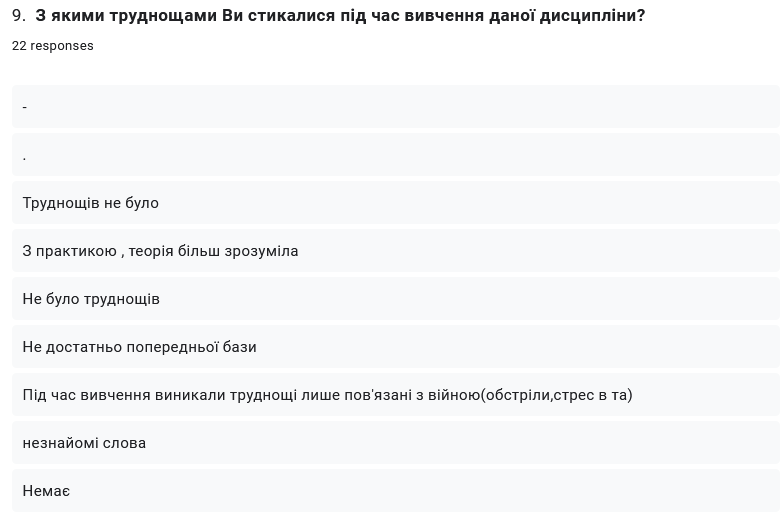 9. З якими труднощами Ви стикалися під час вивчення даної дисципліни?
22 responses
-
.
Труднощів не було
З практикою , теорія більш зрозуміла
Не було труднощів
Не достатньо попередньої бази
Під час вивчення виникали труднощі лише пов'язані з війною(обстріли,стрес в та)
незнайомі слова
Немає